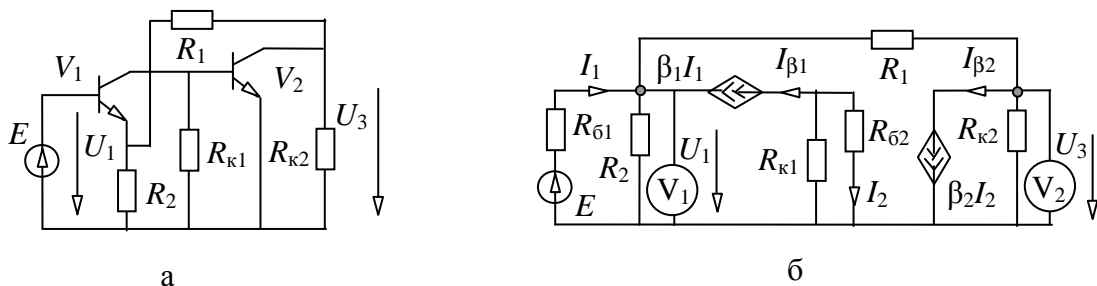 R₁
V₁
V₂
E
U₁
Rк1
Rк2
U₃
R₂
а
I₁
β₁I₁
Iβ1
R₁
Iβ2
Rб1
R₂
U₁
Rк1
Rб2
Rк2
U₃
E
V₁
I₂
β₂I₂
V₂
б